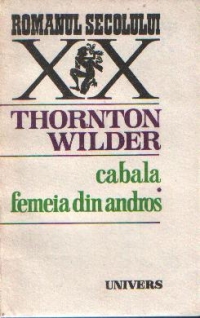 ROMANUL SECOLULUI
XX
THORNTON
WILDER
cabala
femeia din andros
UNIVERS